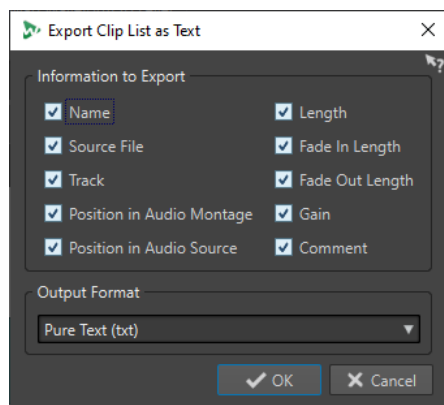 Export Clip List as Text
Information to Export
Name
Length
Source File
Fade In Length
Track
Fade Out Length
Position in Audio Montage
Gain
Position in Audio Source
Comment
Output Format
Pure Text (txt)
OK
Cancel